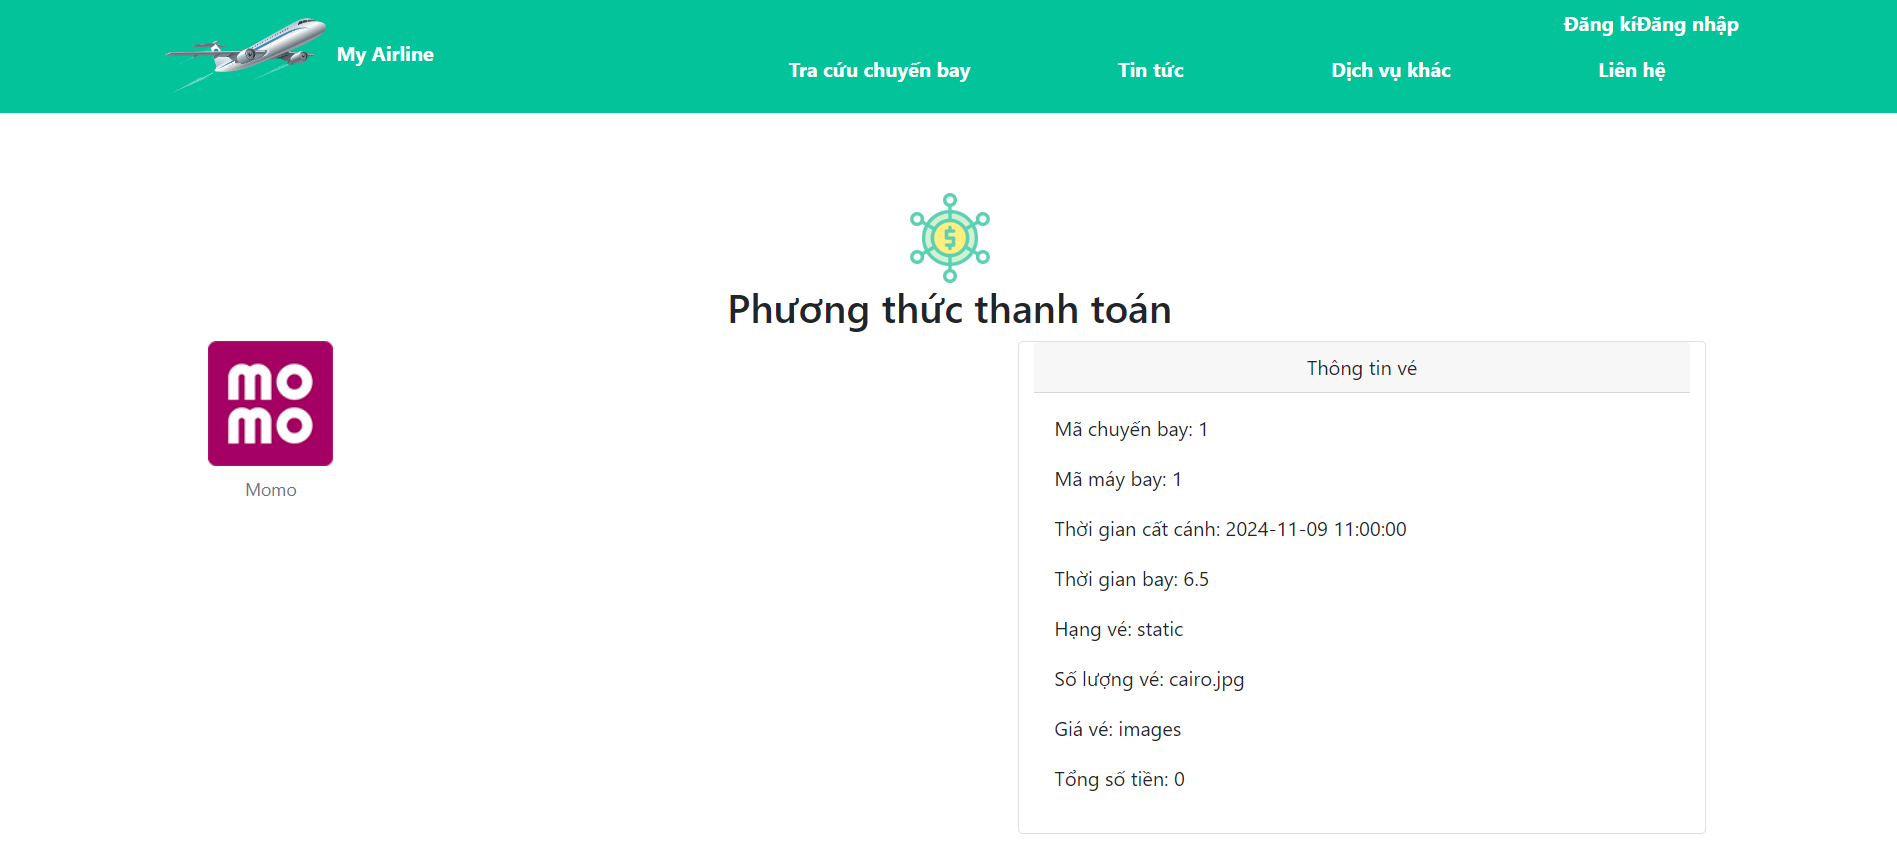 Đăng kíĐăng nhập
My Airline
Tra cứu chuyến bay Tin tức Dịch vụ khác Liên hệ
$
Phương thức thanh toán
mo
mo
Momo
Thông tin vé
Mã chuyến bay: 1
Mã máy bay: 1
Thời gian cất cánh: 2024-11-09 11:00:00
Thời gian bay: 6.5
Hạng vé: static
Số lượng vé: cairo.jpg
Giá vé: images
Tổng số tiền: 0